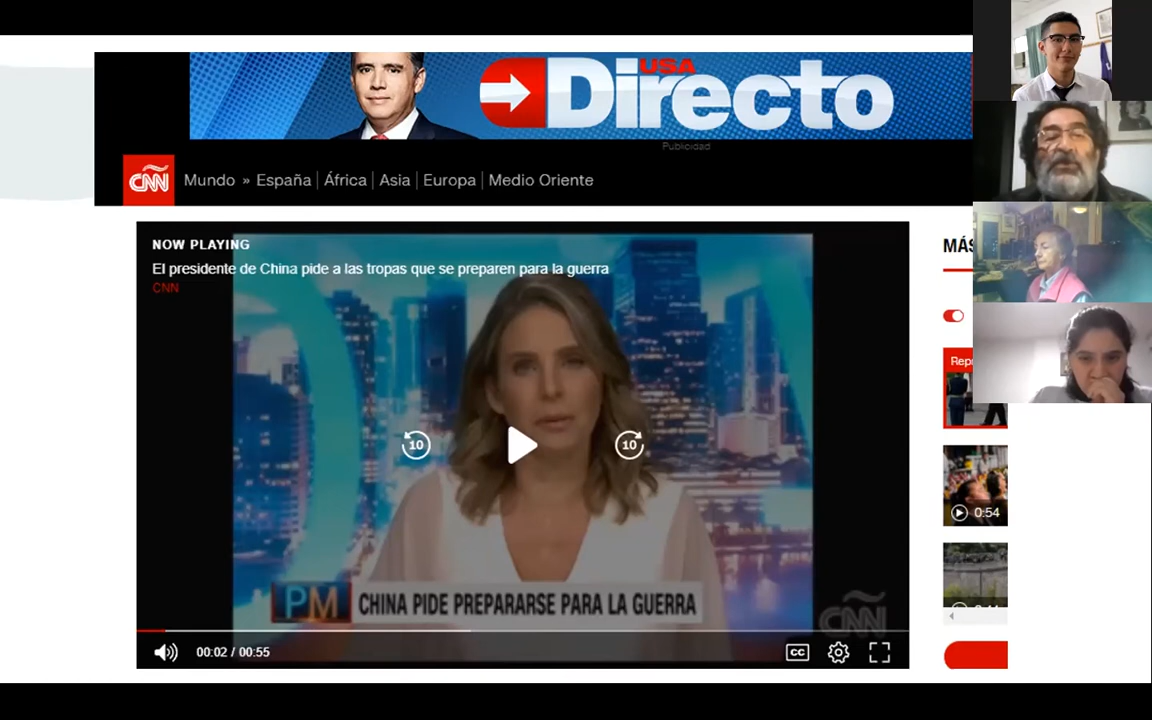 USA
Directo
Publicidad
CNN
Mundo » España | África | Asia | Europa | Medio Oriente
NOW PLAYING
El presidente de China pide a las tropas que se preparen para la guerra
CNN
MÁS
Rep
10
10
0:54
PM CHINA PIDE PREPARARSE PARA LA GUERRA
CNN
00:02 / 00:55
CC